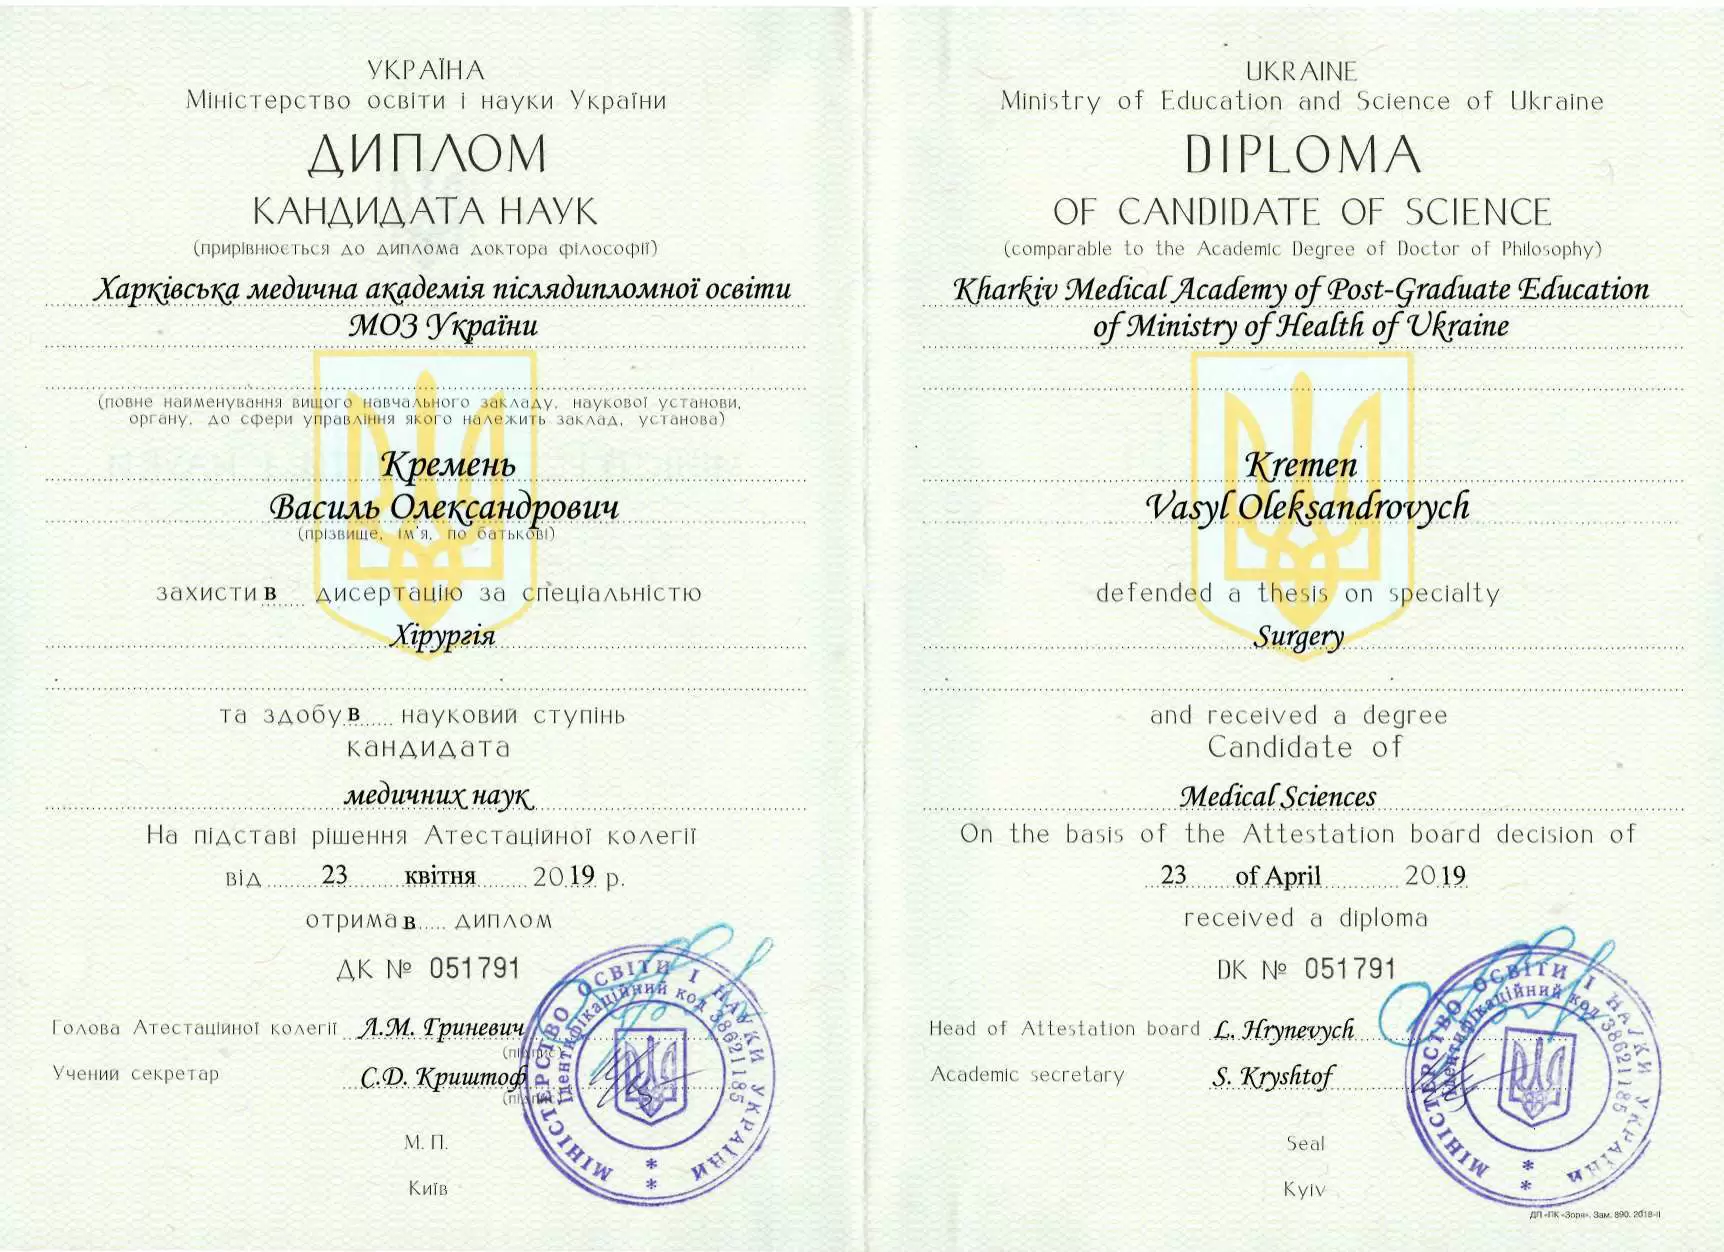 УКРАЇНА
Міністерство освіти і науки України
ДИПЛОМ
КАНДИДАТА НАУК
(прирівнюється до диплома доктора філософії)
Харківська медична академія післядипломної освіти
МОЗ України
(повне найменування вищого навчального закладу, наукової установи,
органу, до сфери управління якого належить заклад, установа)
Кремень
Василь Олександрович
(прізвище, ім'я, по батькові)
захистив дисертацію за спеціальністю
Хірургія
та здобув науковий ступінь
кандидата
медичних наук
На підставі рішення Атестаційної колегії
від 23 квітня 2019 р.
отримав диплом
ДК № 051791
Голова Атестаційної колегії Л.М. Гриневич
(підпис)
Учений секретар С.D. Криштоф
(підпис)
М.П.
Київ
МІНІСТЕРСТВО ОСВІТИ І НАУКИ УКРАЇНИ
Ідентифікаційний код 38621185
* *
UKRAINE
Ministry of Education and Science of Ukraine
DIPLOMA
OF CANDIDATE OF SCIENCE
(comparable to the Academic Degree of Doctor of Philosophy)
Kharkiv Medical Academy of Post-Graduate Education
of Ministry of Health of Ukraine
Kremen
Vasyl Oleksandrovych
defended a thesis on specialty
Surgery
and received a degree
Candidate of
Medical Sciences
On the basis of the Attestation board decision of
23 of April 2019
received a diploma
DK № 051791
Head of Attestation board L. Hrynevych
Academic secretary S. Kryshtof
Seal
Kyiv
МІНІСТЕРСТВО ОСВІТИ І НАУКИ УКРАЇНИ
Ідентифікаційний код 38621185
* *
ДП «ПК «Зоря». Зам. 890. 2018-II